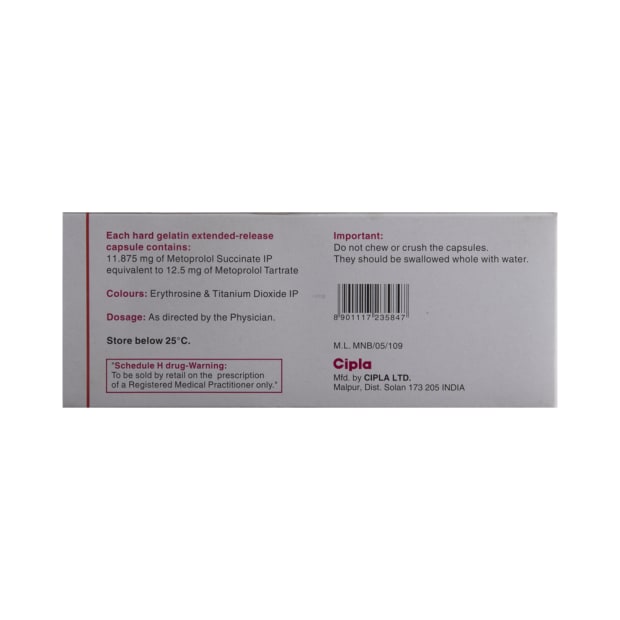 Each hard gelatin extended-release
capsule contains:
11.875 mg of Metoprolol Succinate IP
equivalent to 12.5 mg of Metoprolol Tartrate
Colours: Erythrosine & Titanium Dioxide IP
Dosage: As directed by the Physician.
Store below 25°C.
"Schedule H drug-Warning:
To be sold by retail on the prescription
of a Registered Medical Practitioner only."
Important:
Do not chew or crush the capsules.
They should be swallowed whole with water.
8 901117 235847
M.L. MNB/05/109
Cipla
Mfd. by CIPLA LTD.
Malpur, Dist. Solan 173 205 INDIA